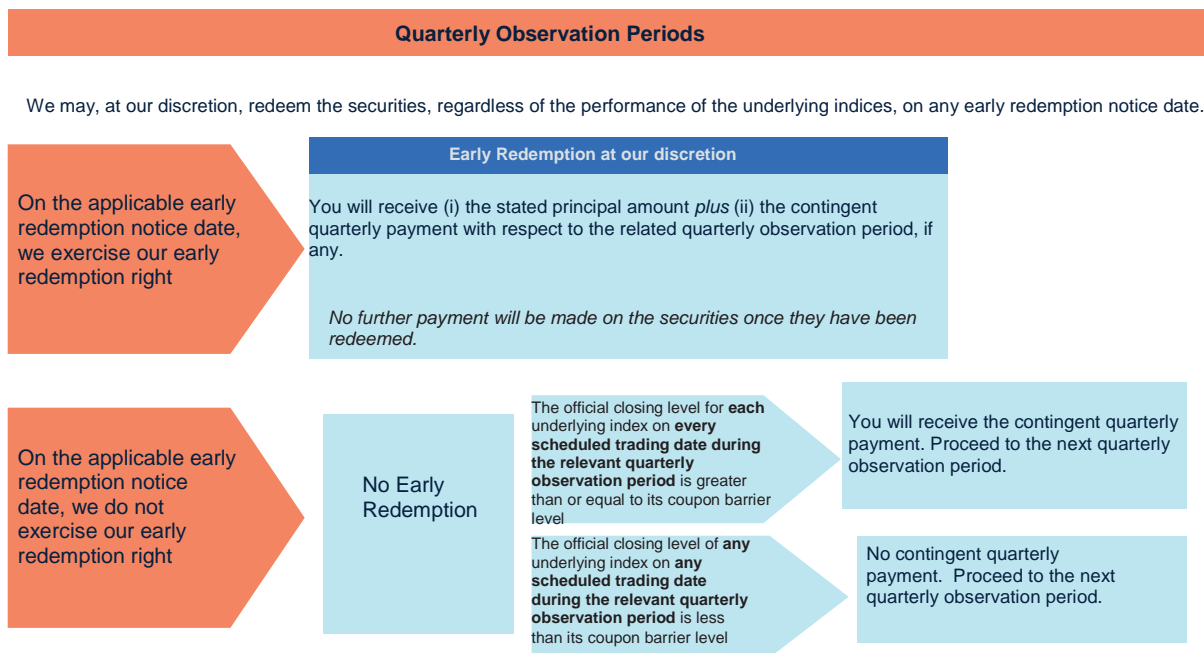 Quarterly Observation Periods
We may, at our discretion, redeem the securities, regardless of the performance of the underlying indices, on any early redemption notice date.
On the applicable early
redemption notice date,
we exercise our early
redemption right
Early Redemption at our discretion
You will receive (i) the stated principal amount plus (ii) the contingent
quarterly payment with respect to the related quarterly observation period, if
any.
No further payment will be made on the securities once they have been
redeemed.
On the applicable early
redemption notice
date, we do not
exercise our early
redemption right
No Early
Redemption
The official closing level for each
underlying index on every
scheduled trading date during
the relevant quarterly
observation period is greater
than or equal to its coupon barrier
level
You will receive the contingent quarterly
payment. Proceed to the next quarterly
observation period.
The official closing level of any
underlying index on any
scheduled trading date
during the relevant quarterly
observation period is less
than its coupon barrier level
No contingent quarterly
payment. Proceed to the next
quarterly observation period.